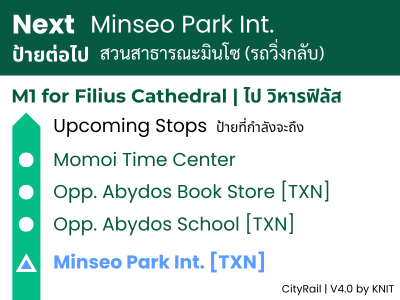 Next Minseo Park Int.
ป้ายต่อไป สวนสาธารณะมินโซ (รถวิ่งกลับ)
M1 for Filius Cathedral | ไป วิหารฟิลัส
Upcoming Stops ป้ายที่กำลังจะถึง
Momoi Time Center
Opp. Abydos Book Store [TXN]
Opp. Abydos School [TXN]
Minseo Park Int. [TXN]
CityRail | V4.0 by KNIT